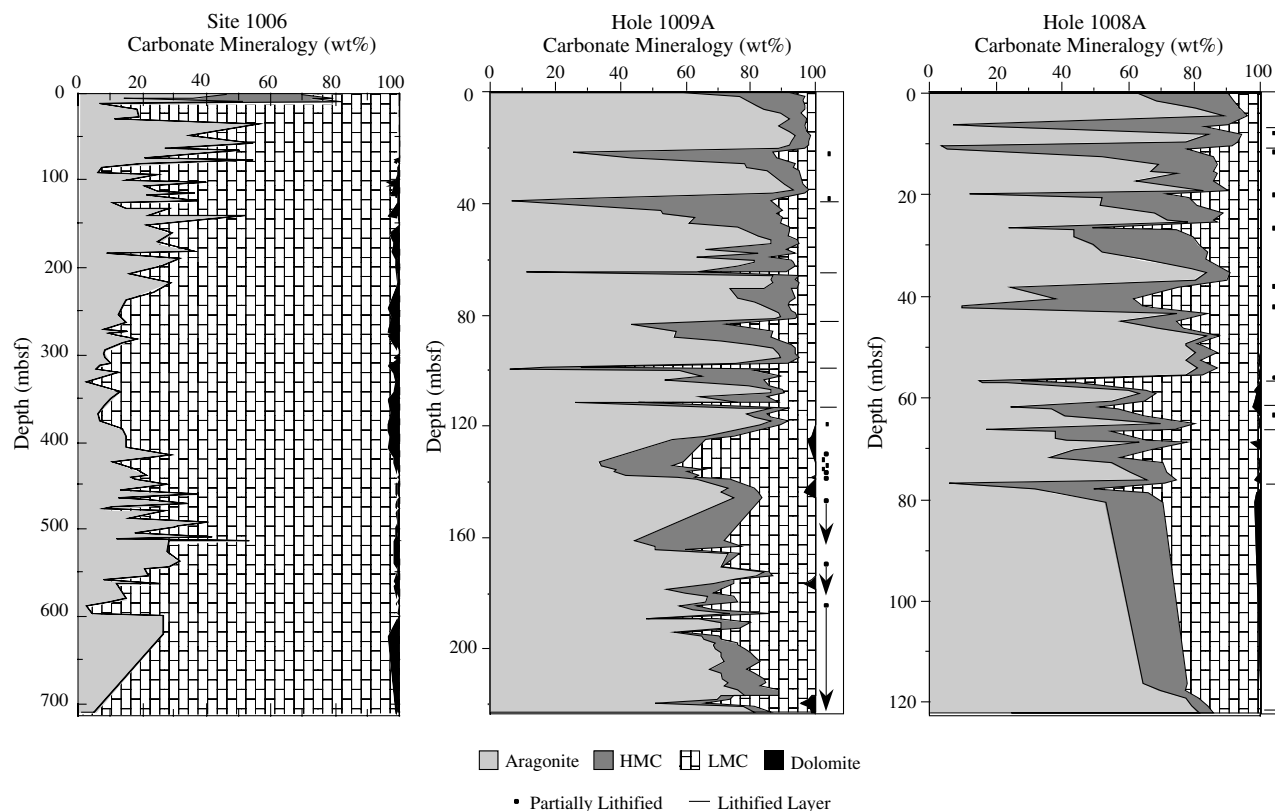 Site 1006
Carbonate Mineralogy (wt%)
0 20 40 60 80 100
Depth (mbsf)
0
100
200
300
400
500
600
700
Hole 1009A
Carbonate Mineralogy (wt%)
0 20 40 60 80 100
Depth (mbsf)
0
40
80
120
160
200
Hole 1008A
Carbonate Mineralogy (wt%)
0 20 40 60 80 100
Depth (mbsf)
0
20
40
60
80
100
120
Aragonite HMC LMC Dolomite
Partially Lithified Lithified Layer